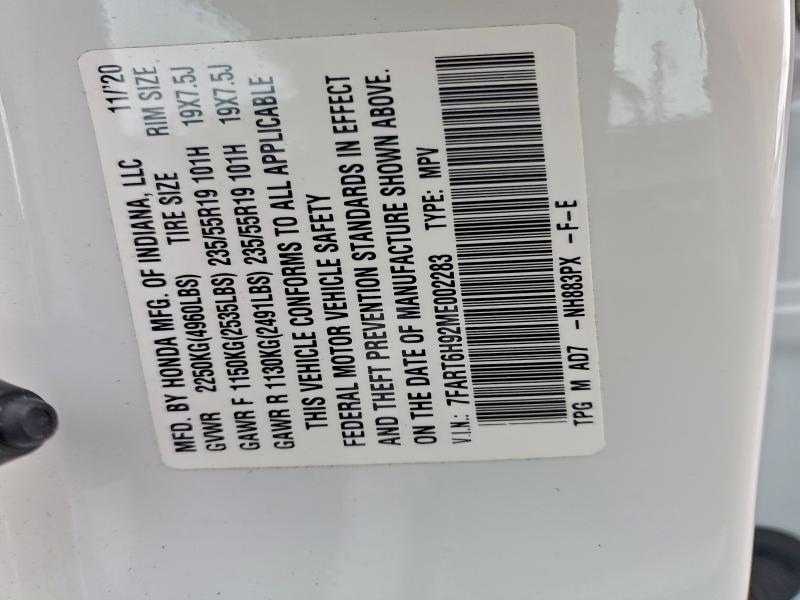 MFD. BY HONDA MFG. OF INDIANA, LLC 11/'20
GVWR 2250KG(4960LBS) TIRE SIZE RIM SIZE
GAWR F 1150KG(2535LBS) 235/55R19 101H 19X7.5J
GAWR R 1130KG(2491LBS) 235/55R19 101H 19X7.5J
THIS VEHICLE CONFORMS TO ALL APPLICABLE
FEDERAL MOTOR VEHICLE SAFETY
AND THEFT PREVENTION STANDARDS IN EFFECT
ON THE DATE OF MANUFACTURE SHOWN ABOVE.
V.I.N.: 7FART6H92ME002283 TYPE: MPV
TPG M AD7 -NH883PX -F-E